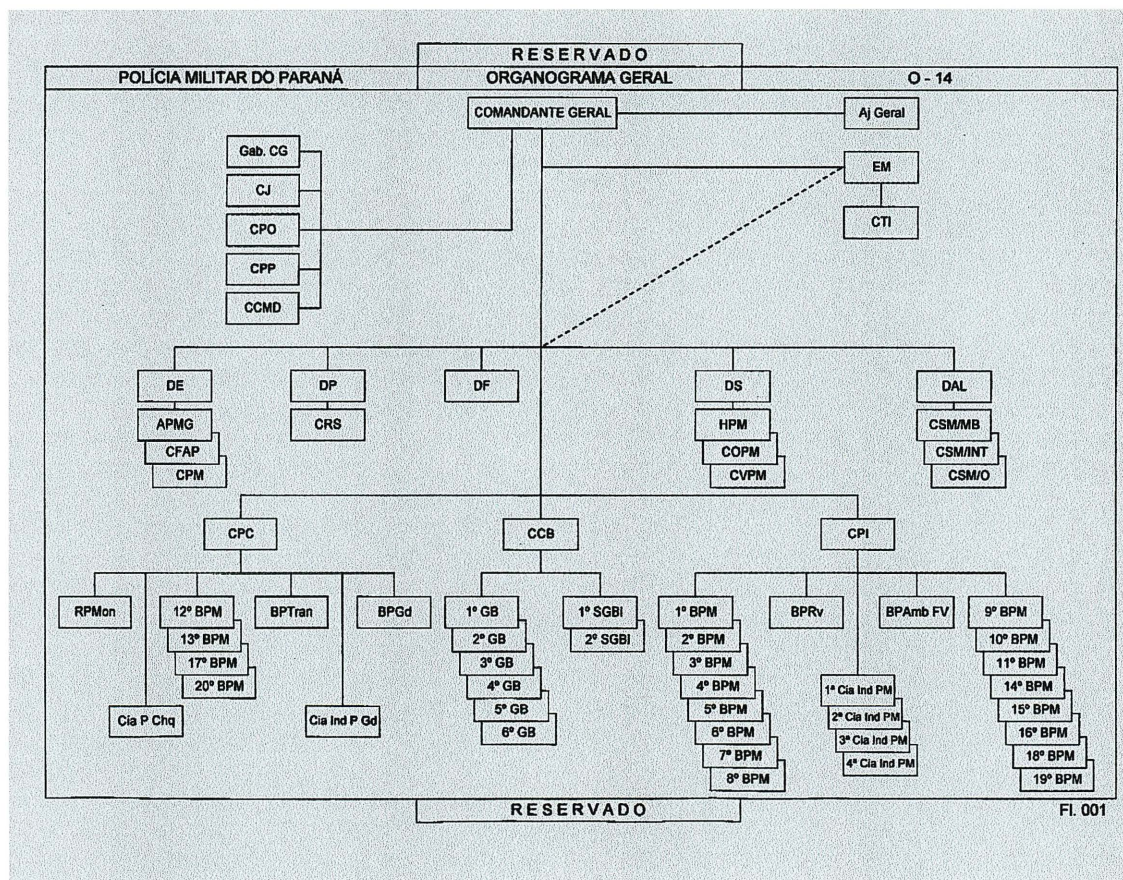 RESERVADO
POLÍCIA MILITAR DO PARANÁ
ORGANOGRAMA GERAL
O - 14
COMANDANTE GERAL
Aj Geral
Gab. CG
CJ
CPO
CPP
CCMD
EM
CTI
DE
DP
DF
DS
DAL
APMG
CFAP
CPM
CRS
HPM
COPM
CVPM
CSM/MB
CSM/INT
CSM/O
CPC
CCB
CPI
RPMon
12º BPM
13º BPM
17º BPM
20º BPM
BPTran
BPGd
Cia P Chq
Cia Ind P Gd
1º GB
2º GB
3º GB
4º GB
5º GB
6º GB
1º SGBI
2º SGBI
1º BPM
2º BPM
3º BPM
4º BPM
5º BPM
6º BPM
7º BPM
8º BPM
BPRv
1ª Cia Ind PM
2ª Cia Ind PM
3ª Cia Ind PM
4ª Cia Ind PM
BPAmb FV
9º BPM
10º BPM
11º BPM
14º BPM
15º BPM
16º BPM
18º BPM
19º BPM
RESERVADO
Fl. 001